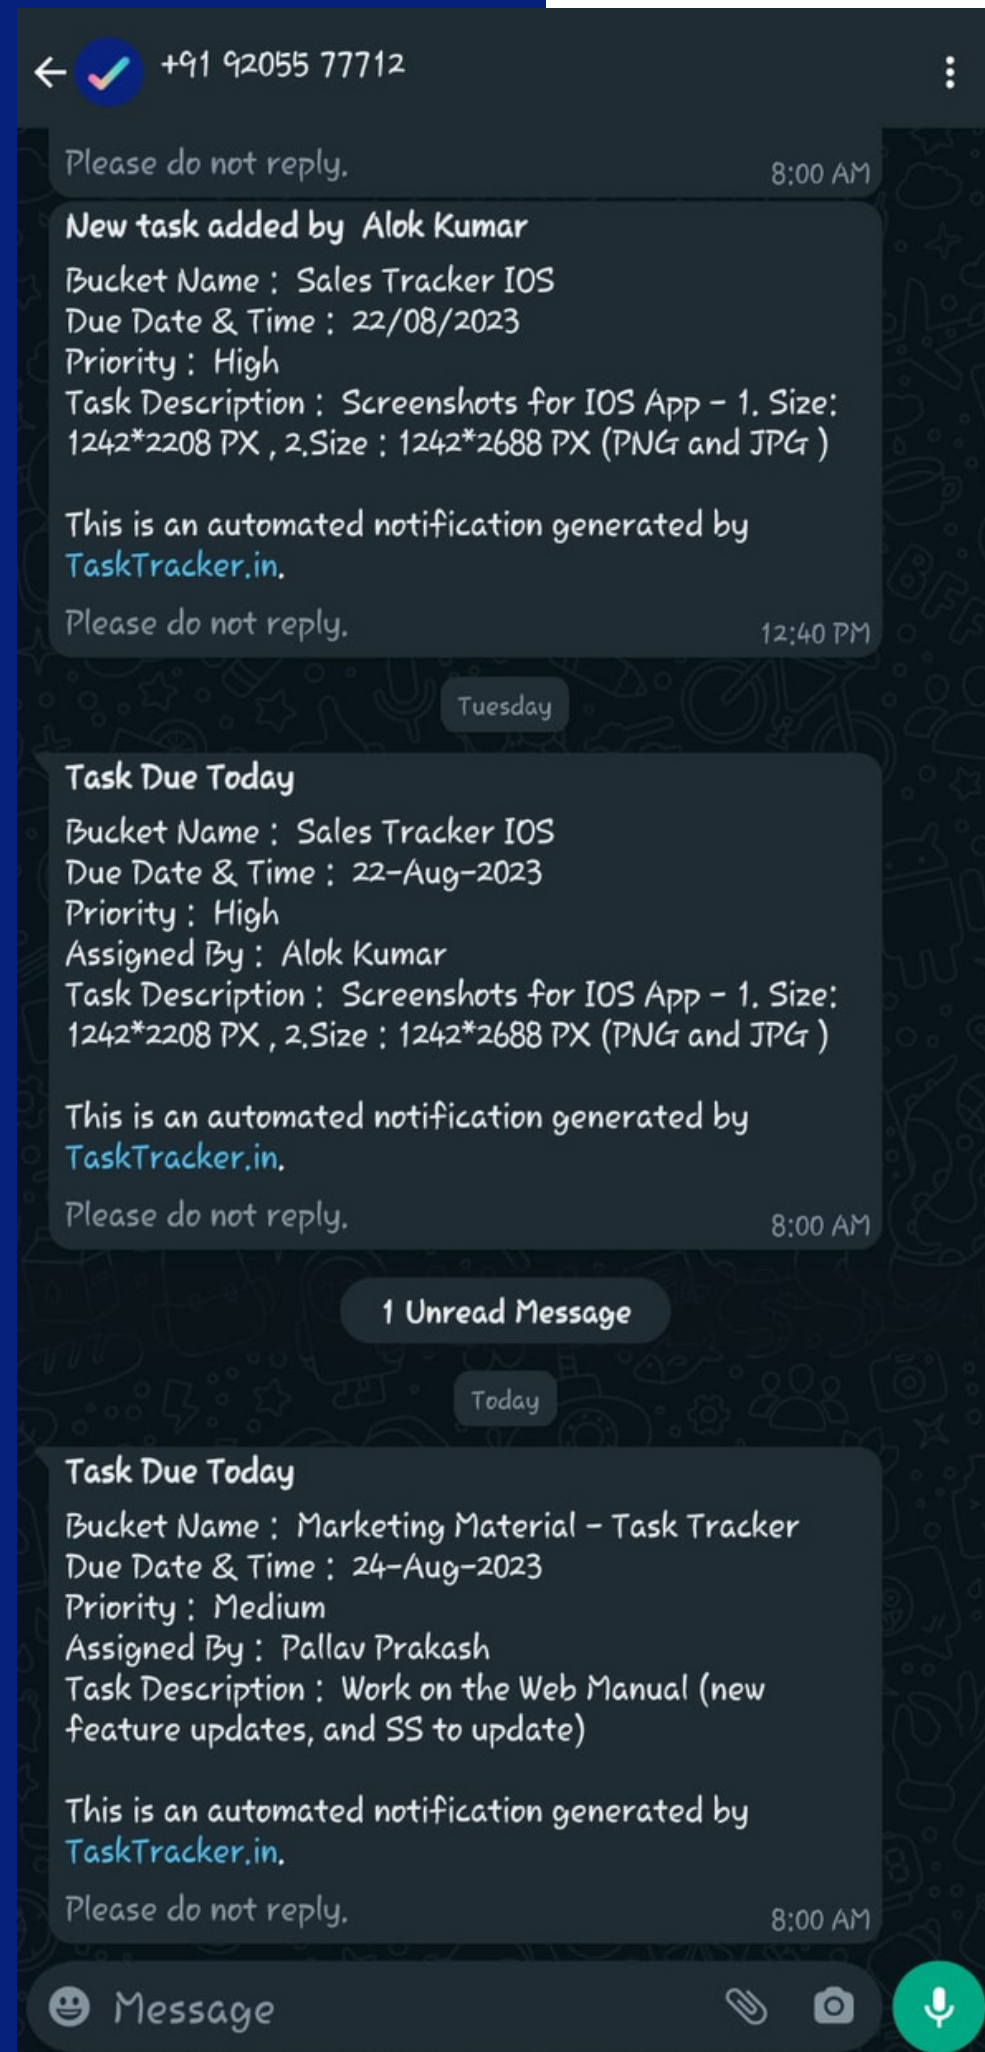 +91 92055 77712
Please do not reply.
8:00 AM
New task added by Alok Kumar
Bucket Name : Sales Tracker IOS
Due Date & Time : 22/08/2023
Priority : High
Task Description : Screenshots for IOS App - 1. Size:
1242*2208 PX , 2.Size : 1242*2688 PX (PNG and JPG )
This is an automated notification generated by
TaskTracker.in.
Please do not reply.
12:40 PM
Tuesday
Task Due Today
Bucket Name : Sales Tracker IOS
Due Date & Time : 22-Aug-2023
Priority : High
Assigned By : Alok Kumar
Task Description : Screenshots for IOS App - 1. Size:
1242*2208 PX , 2.Size : 1242*2688 PX (PNG and JPG )
This is an automated notification generated by
TaskTracker.in.
Please do not reply.
8:00 AM
1 Unread Message
Today
Task Due Today
Bucket Name : Marketing Material - Task Tracker
Due Date & Time : 24-Aug-2023
Priority : Medium
Assigned By : Pallav Prakash
Task Description : Work on the Web Manual (new
feature updates, and SS to update)
This is an automated notification generated by
TaskTracker.in.
Please do not reply.
8:00 AM
Message